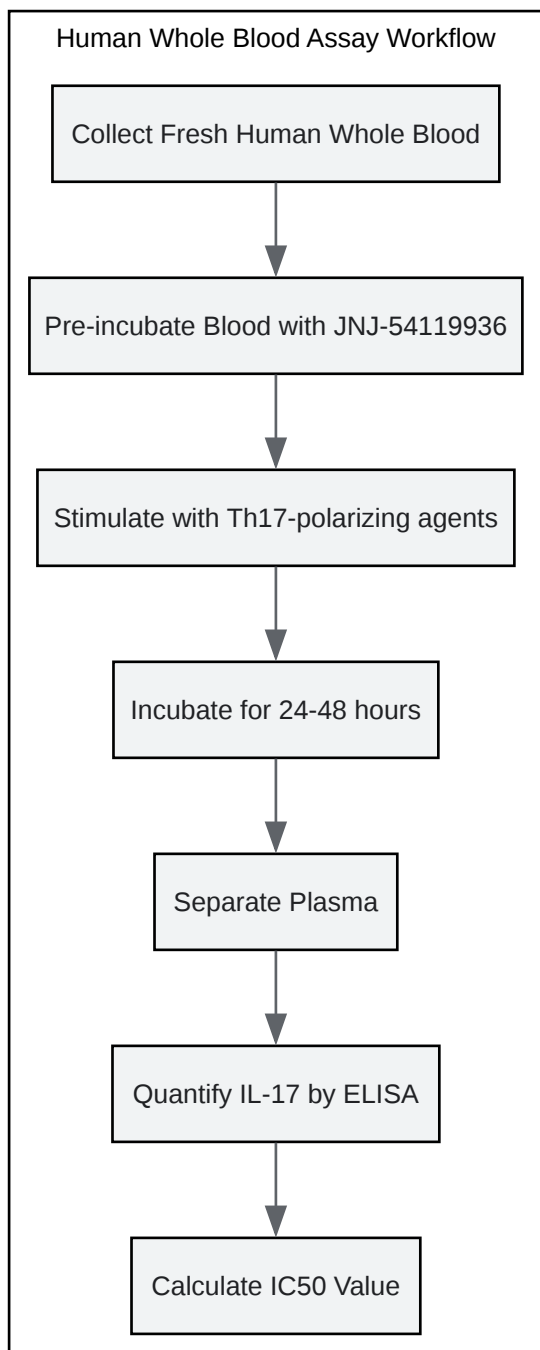 Human Whole Blood Assay Workflow
Collect Fresh Human Whole Blood
Pre-incubate Blood with JNJ-54119936
Stimulate with Th17-polarizing agents
Incubate for 24-48 hours
Separate Plasma
Quantify IL-17 by ELISA
Calculate IC50 Value